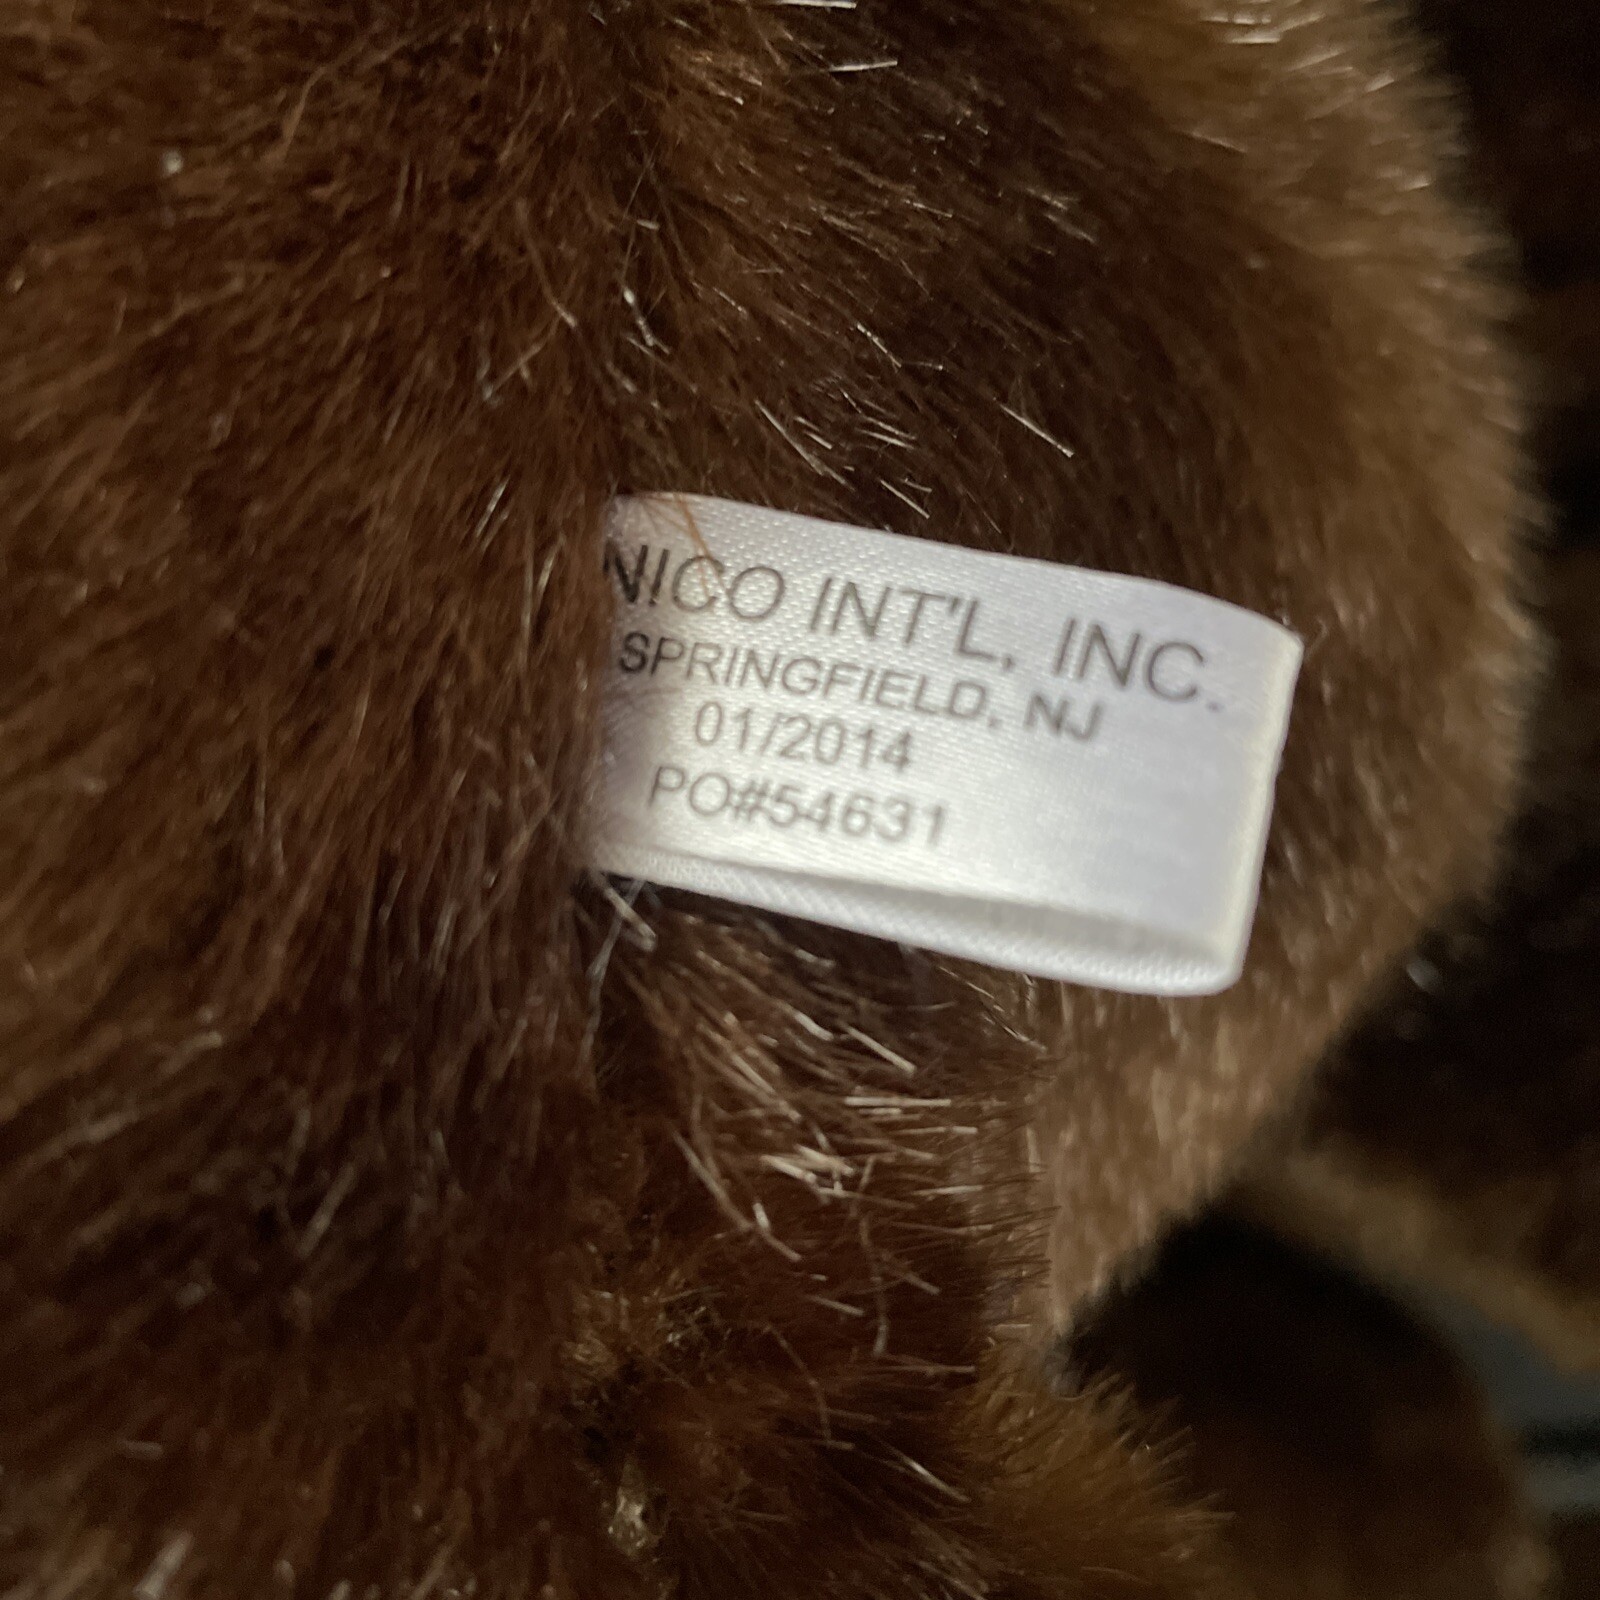 NICO INT'L, INC.
SPRINGFIELD, NJ
01/2014
PO#54631